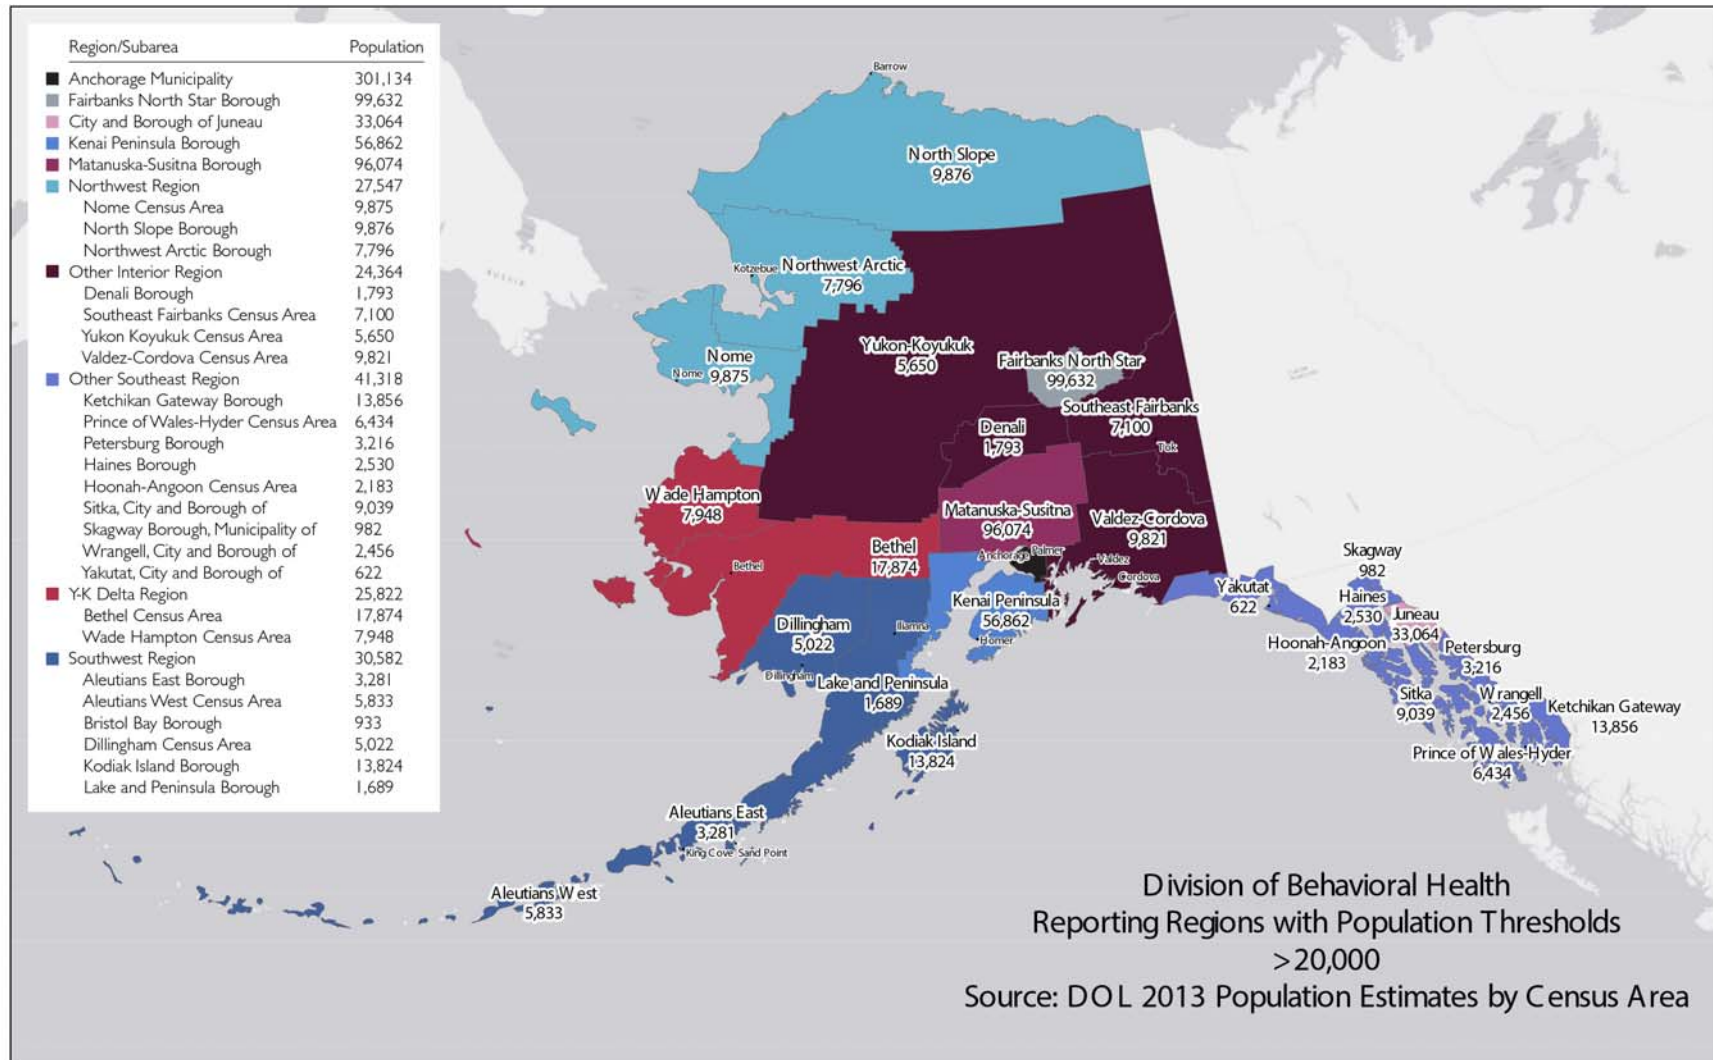 Region/Subarea Population
Anchorage Municipality 301,134
Fairbanks North Star Borough 99,632
City and Borough of Juneau 33,064
Kenai Peninsula Borough 56,862
Matanuska-Susitna Borough 96,074
Northwest Region 27,547
Nome Census Area 9,875
North Slope Borough 9,876
Northwest Arctic Borough 7,796
Other Interior Region 24,364
Denali Borough 1,793
Southeast Fairbanks Census Area 7,100
Yukon Koyukuk Census Area 5,650
Valdez-Cordova Census Area 9,821
Other Southeast Region 41,318
Ketchikan Gateway Borough 13,856
Prince of Wales-Hyder Census Area 6,434
Petersburg Borough 3,216
Haines Borough 2,530
Hoonah-Angoon Census Area 2,183
Sitka, City and Borough of 9,039
Skagway Borough, Municipality of 982
Wrangell, City and Borough of 2,456
Yakutat, City and Borough of 622
Y-K Delta Region 25,822
Bethel Census Area 17,874
Wade Hampton Census Area 7,948
Southwest Region 30,582
Aleutians East Borough 3,281
Aleutians West Census Area 5,833
Bristol Bay Borough 933
Dillingham Census Area 5,022
Kodiak Island Borough 13,824
Lake and Peninsula Borough 1,689
Barrow
North Slope
9,876
RUSSIA
Kotzebue
Northwest Arctic
7,796
Nome
9,875
Nome
Yukon-Koyukuk
5,650
Fairbanks North Star
99,632
Southeast Fairbanks
7,100
Denali
1,793
Tok
Wade Hampton
7,948
Matanuska-Susitna
96,074
Valdez-Cordova
9,821
Bethel
17,874
Bethel
Anchorage
Palmer
Valdez
Cordova
Kenai Peninsula
56,862
Homer
Dillingham
5,022
Iliamna
Dillingham
Lake and Peninsula
1,689
Kodiak Island
13,824
Aleutians East
3,281
King Cove
Sand Point
Aleutians West
5,833
Skagway
982
Yakutat
622
Haines
2,530
Juneau
33,064
Hoonah-Angoon
2,183
Petersburg
3,216
Sitka
9,039
Wrangell
2,456
Ketchikan Gateway
13,856
Prince of Wales-Hyder
6,434
Division of Behavioral Health
Reporting Regions with Population Thresholds
>20,000
Source: DOL 2013 Population Estimates by Census Area